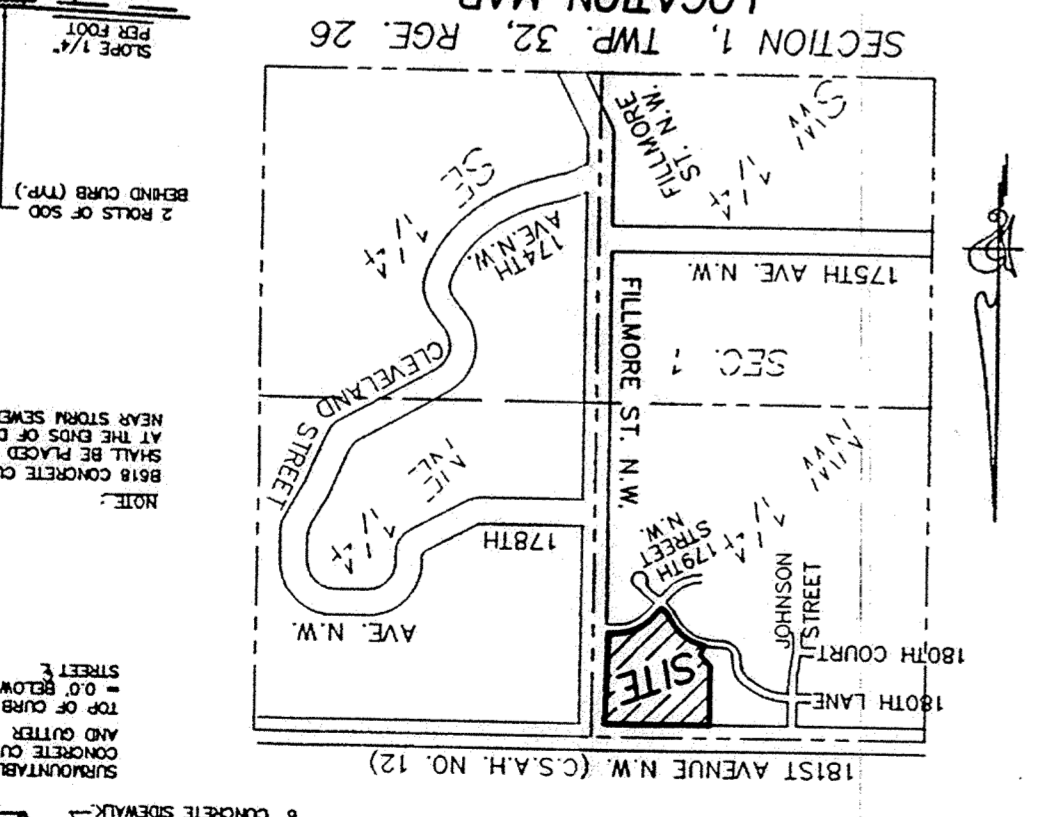 6" CONCRETE SIDEWALK
SURMOUNTABL
CONCRETE CU
AND GUTTER
TOP OF CURB
= 0.0' BELOW
STREET ℄
181ST AVENUE N.W. (C.S.A.H. NO. 12)
180TH LANE
180TH COURT
JOHNSON
STREET
SITE
179TH
STREET
N.W.
AVE. N.W.
178TH
NE 1/4
NW 1/4
NOTE:
B618 CONCRETE CU
SHALL BE PLACED
AT THE ENDS OF D
NEAR STORM SEWE
CLEVELAND STREET
FILLMORE ST. N.W.
SEC. 1
175TH AVE. N.W.
174TH
AVE. N.W.
SE 1/4
SW 1/4
FILLMORE
ST. N.W.
2 ROLLS OF SOD
BEHIND CURB (TYP.)
SLOPE 1/4"
PER FOOT
SECTION 1, TWP. 32, RGE. 26
LOCATION MAP